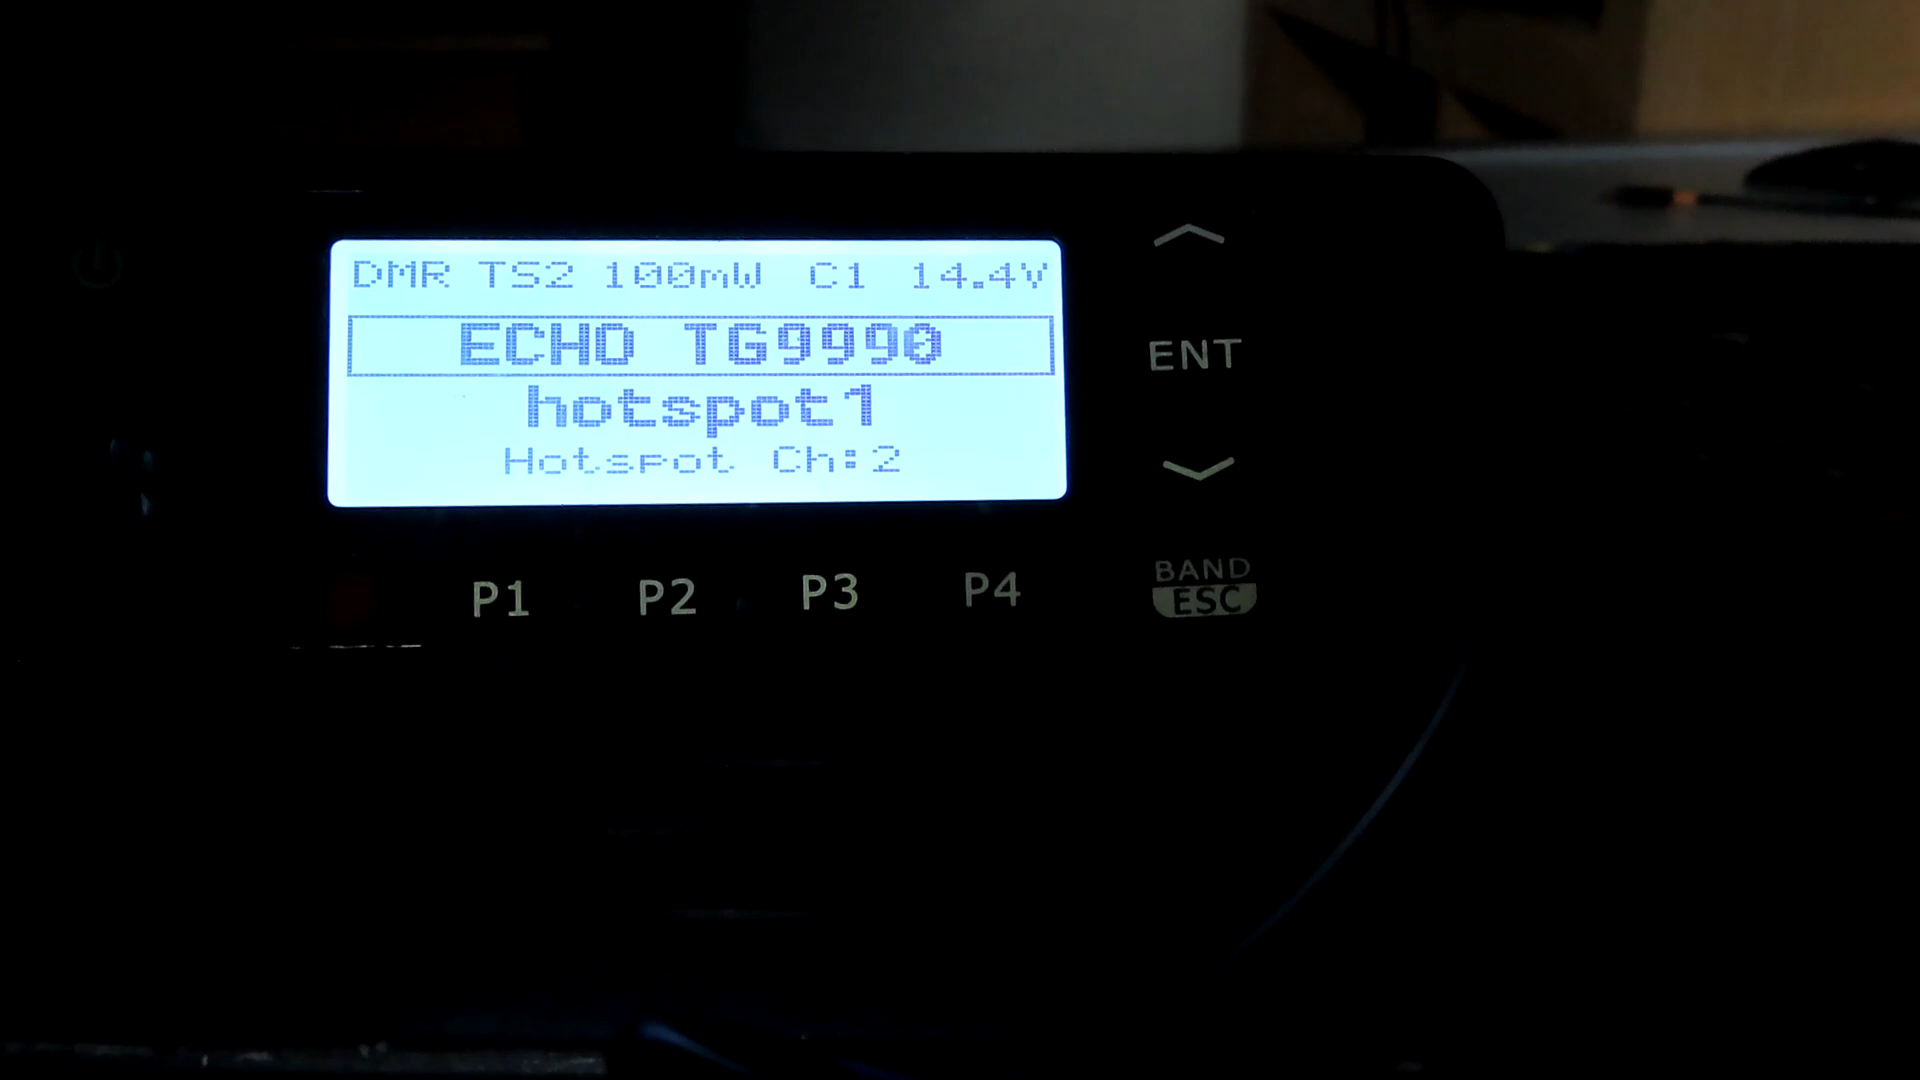 DMR TS2 100mW C1 14.4V
ECHO TG9990
hotspot1
Hotspot Ch:2
ENT
P1 P2 P3 P4
BAND
ESC